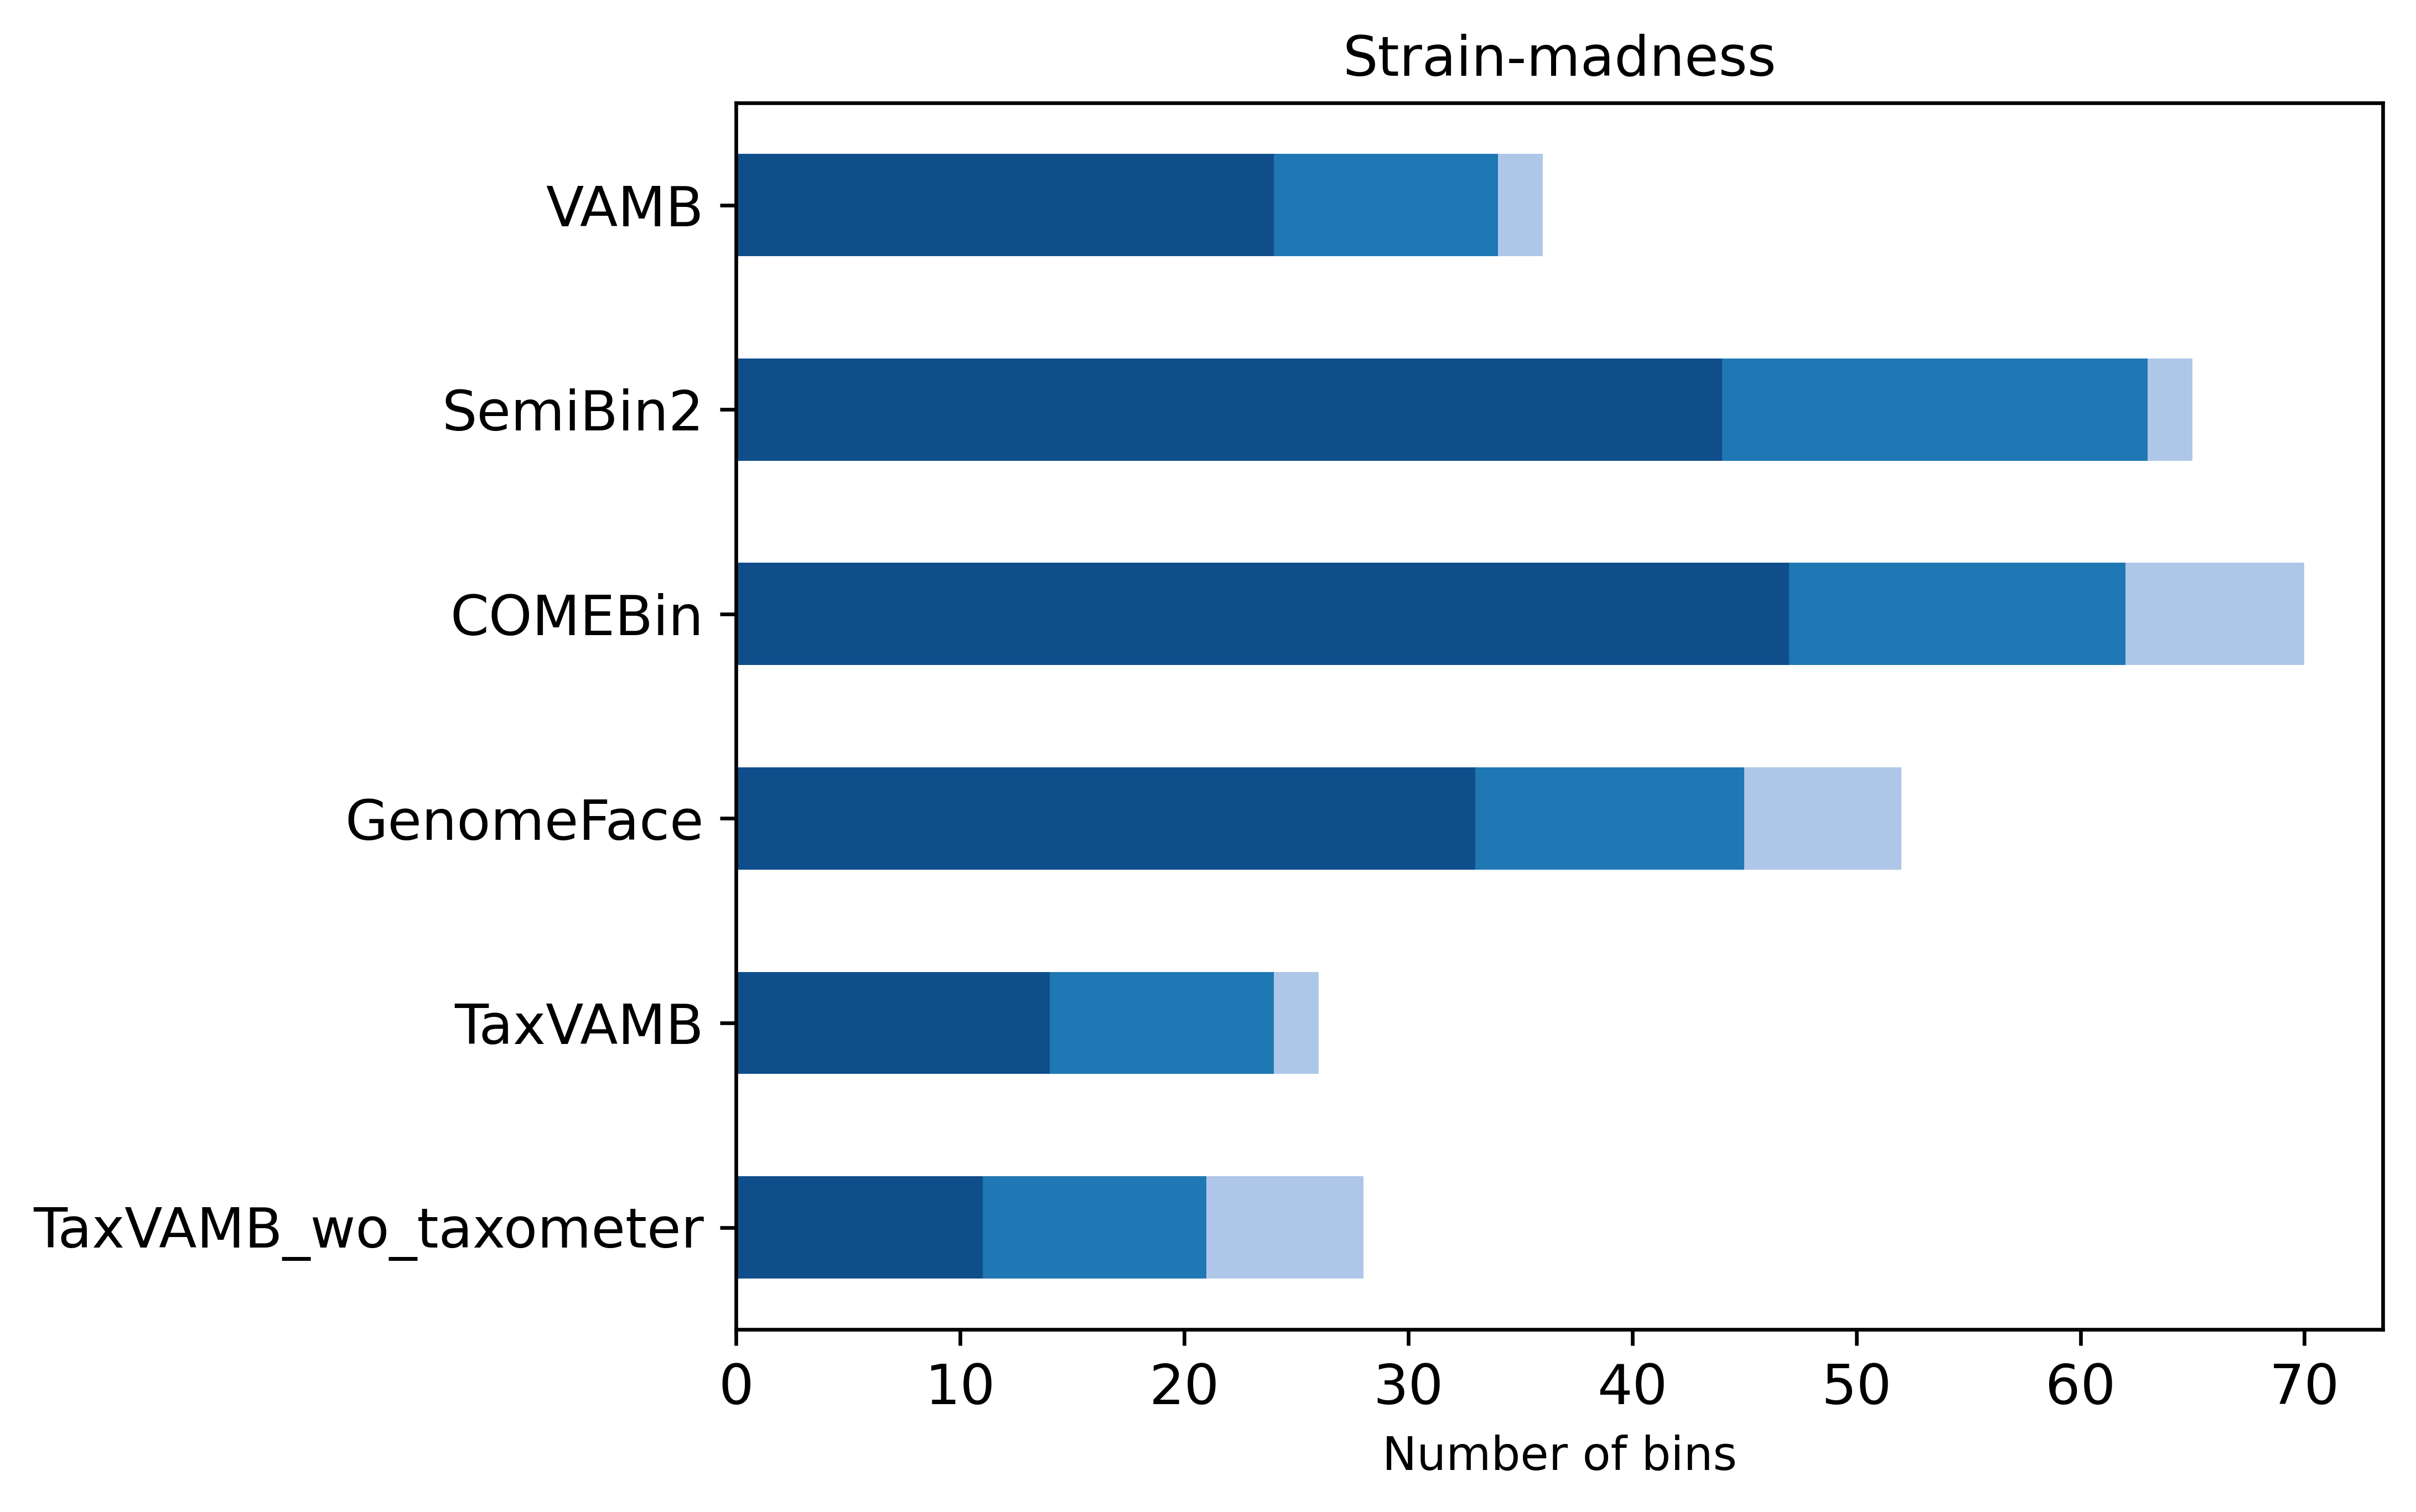 Strain-madness
VAMB
SemiBin2
COMEBin
GenomeFace
TaxVAMB
TaxVAMB_wo_taxometer
0 10 20 30 40 50 60 70
Number of bins